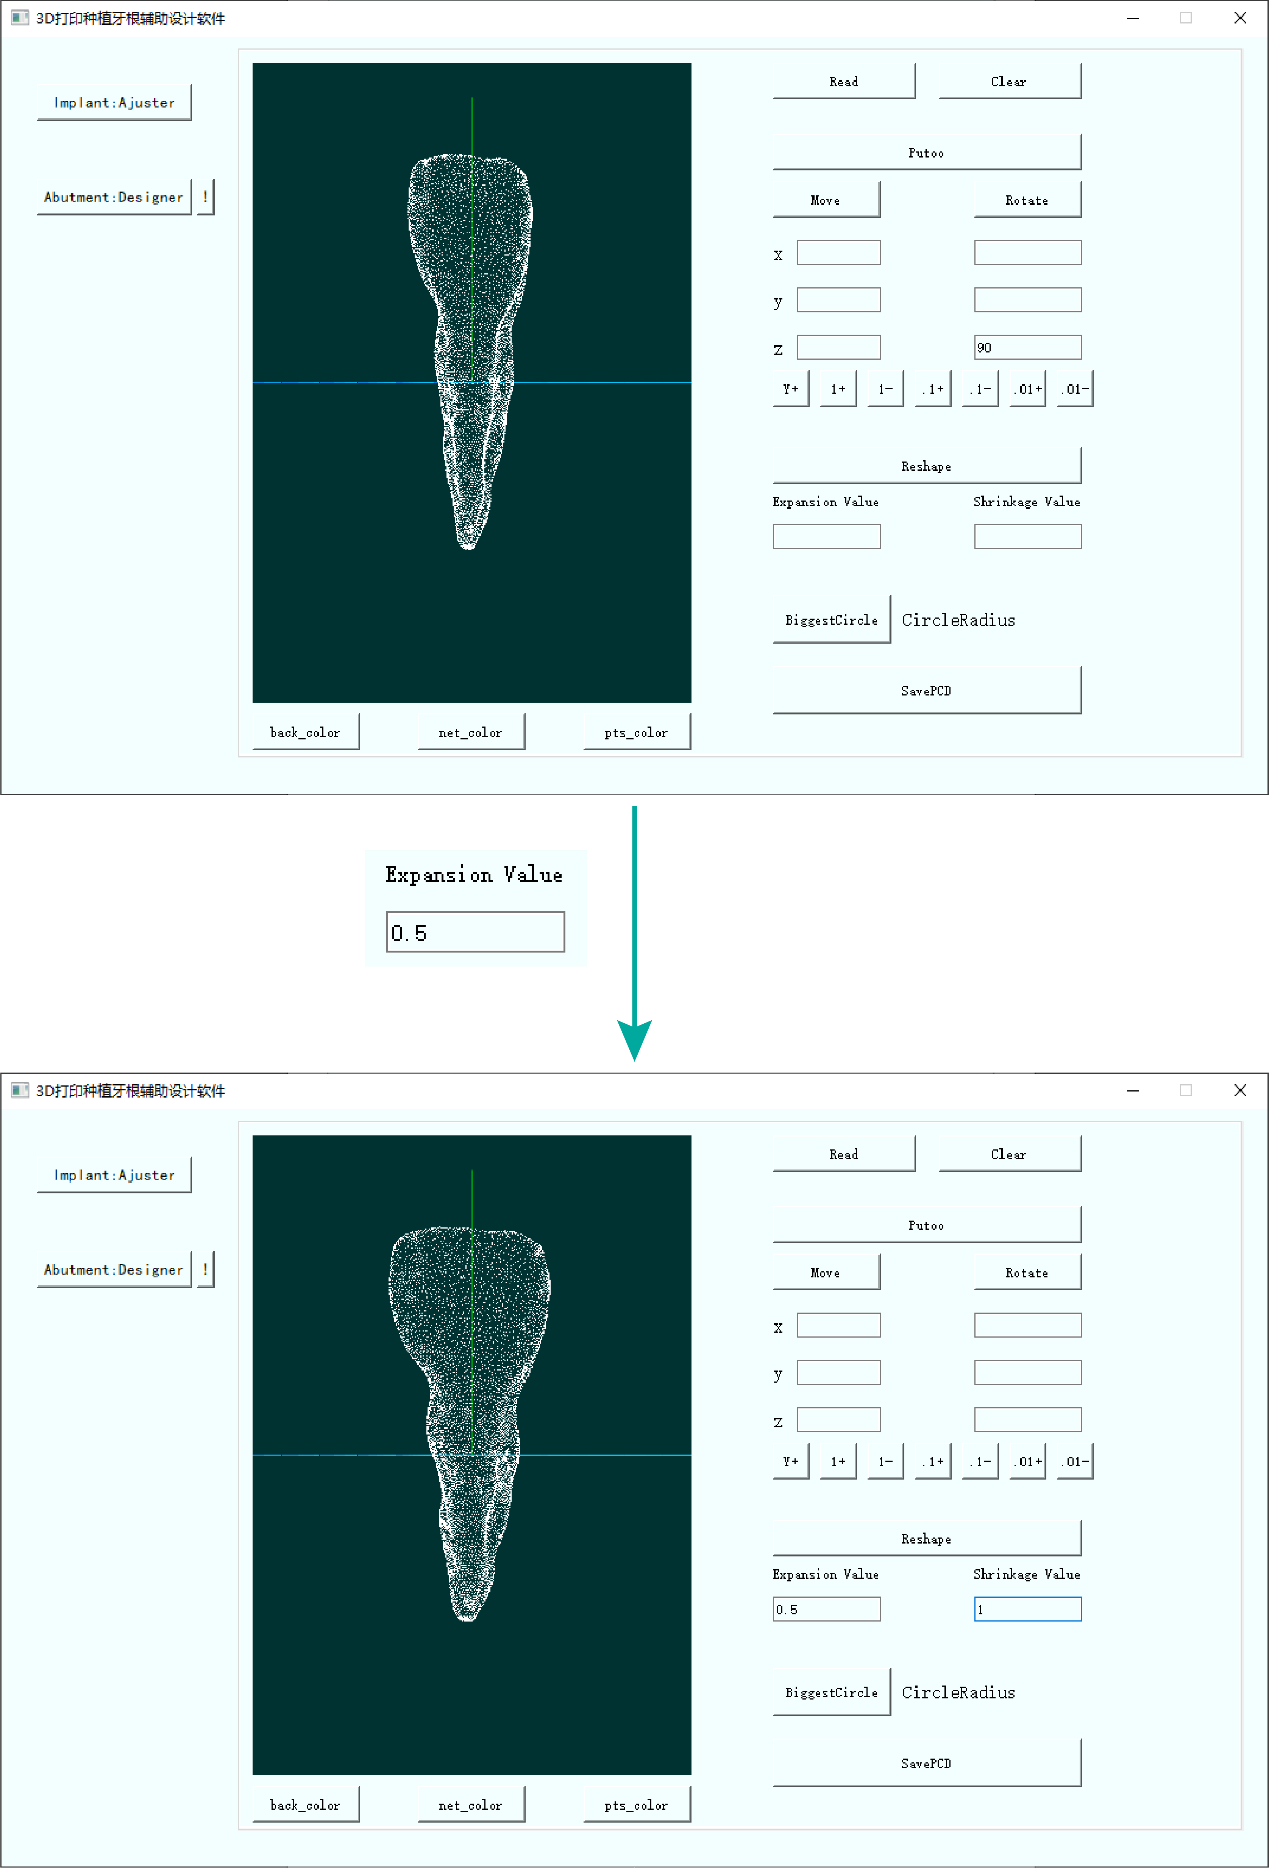 3D打印种植牙根辅助设计软件
Implant:Ajuster
Abutment:Designer !
Read Clear
Putoo
Move Rotate
x
y
z 90
Y+ 1+ 1- .1+ .1- .01+ .01-
Reshape
Expansion Value Shrinkage Value
BiggestCircle CircleRadius
SavePCD
back_color net_color pts_color
Expansion Value
0.5
3D打印种植牙根辅助设计软件
Implant:Ajuster
Abutment:Designer !
Read Clear
Putoo
Move Rotate
x
y
z
Y+ 1+ 1- .1+ .1- .01+ .01-
Reshape
Expansion Value Shrinkage Value
0.5 1
BiggestCircle CircleRadius
SavePCD
back_color net_color pts_color